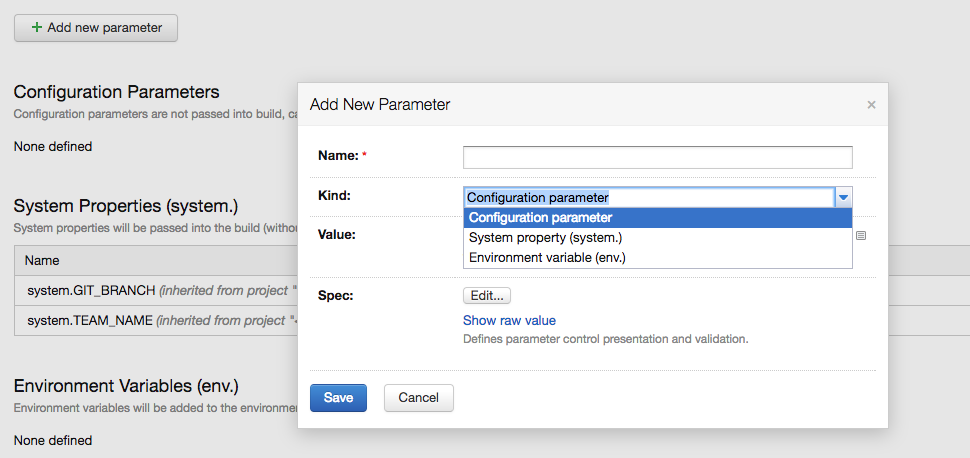 + Add new parameter
Configuration Parameters
Configuration parameters are not passed into build, ca
None defined
System Properties (system.)
System properties will be passed into the build (withou
Name
system.GIT_BRANCH (inherited from project "
system.TEAM_NAME (inherited from project "<
Environment Variables (env.)
Environment variables will be added to the environme
None defined
Add New Parameter ×
Name: *
Kind: Configuration parameter
Configuration parameter
System property (system.)
Environment variable (env.)
Value:
Spec: Edit...
Show raw value
Defines parameter control presentation and validation.
Save Cancel